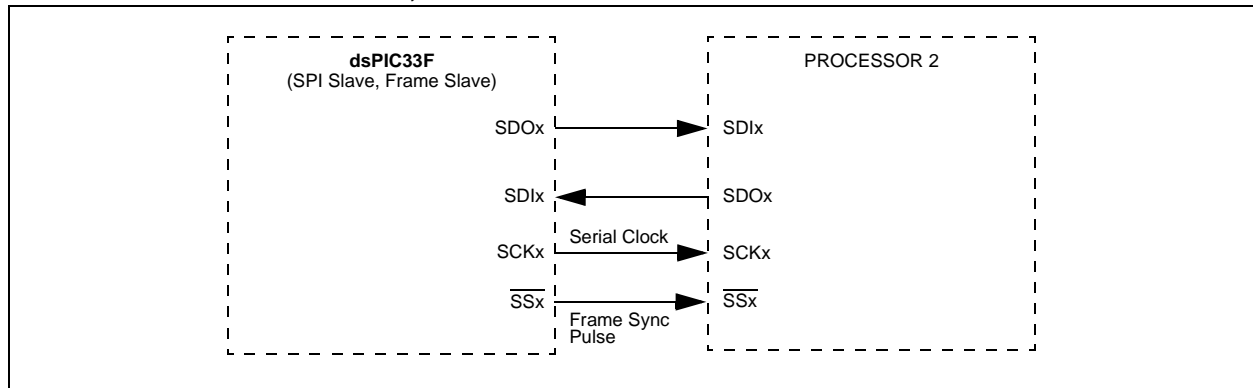 dsPIC33F
(SPI Slave, Frame Slave)
PROCESSOR 2
SDOx
SDIx
SDIx
SDOx
SCKx
Serial Clock
SCKx
SSx
Frame Sync
Pulse
SSx